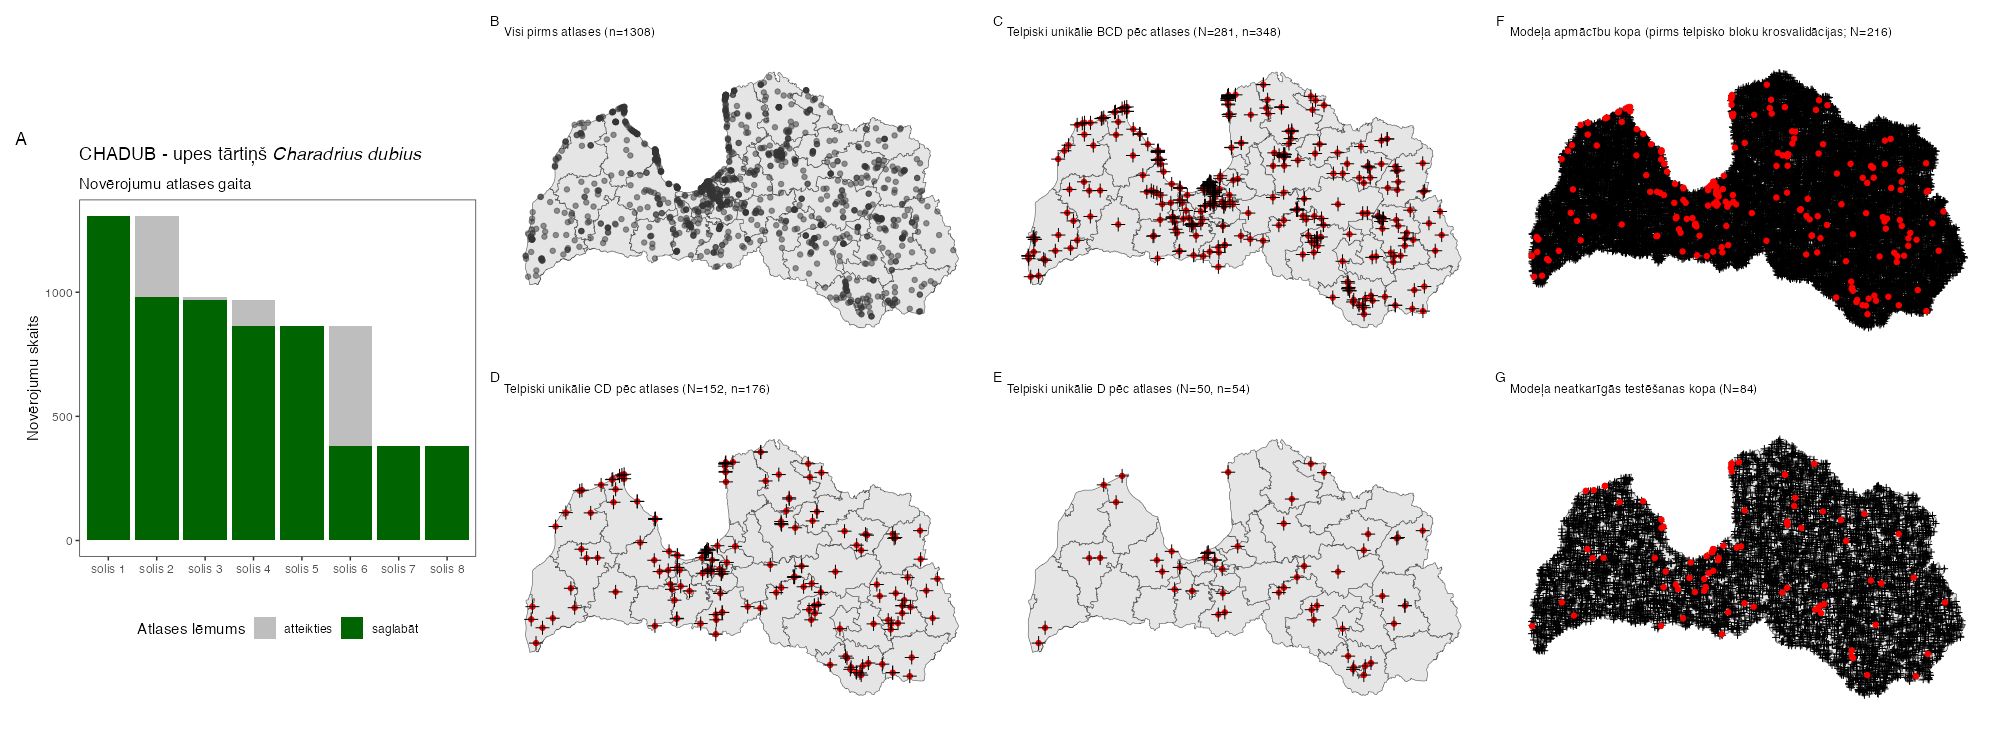 A
CHADUB - upes tārtiņš Charadrius dubius
Novērojumu atlases gaita
Novērojumu skaits
1000
500
0
solis 1 solis 2 solis 3 solis 4 solis 5 solis 6 solis 7 solis 8
Atlases lēmums atteikties saglabāt
B
Visi pirms atlases (n=1308)
C
Telpiski unikālie BCD pēc atlases (N=281, n=348)
F
Modeļa apmācību kopa (pirms telpisko bloku krosvalidācijas; N=216)
D
Telpiski unikālie CD pēc atlases (N=152, n=176)
E
Telpiski unikālie D pēc atlases (N=50, n=54)
G
Modeļa neatkarīgās testēšanas kopa (N=84)